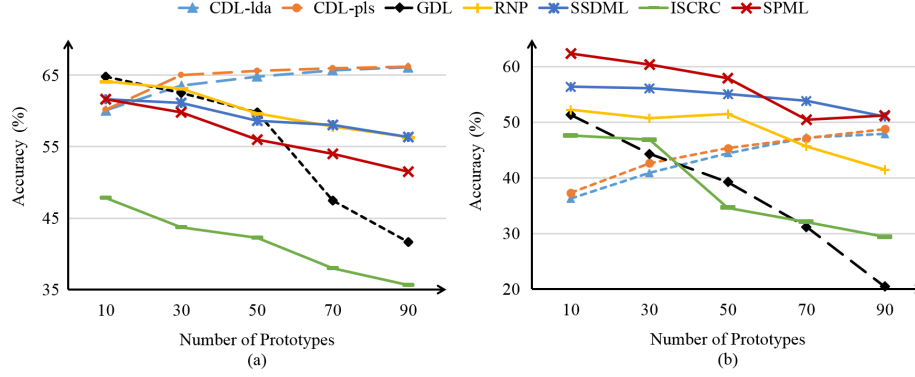 CDL-lda CDL-pls GDL RNP SSDML ISCRC SPML
65
55
45
35
Accuracy (%)
10 30 50 70 90
Number of Prototypes
(a)
60
50
40
30
20
Accuracy (%)
10 30 50 70 90
Number of Prototypes
(b)